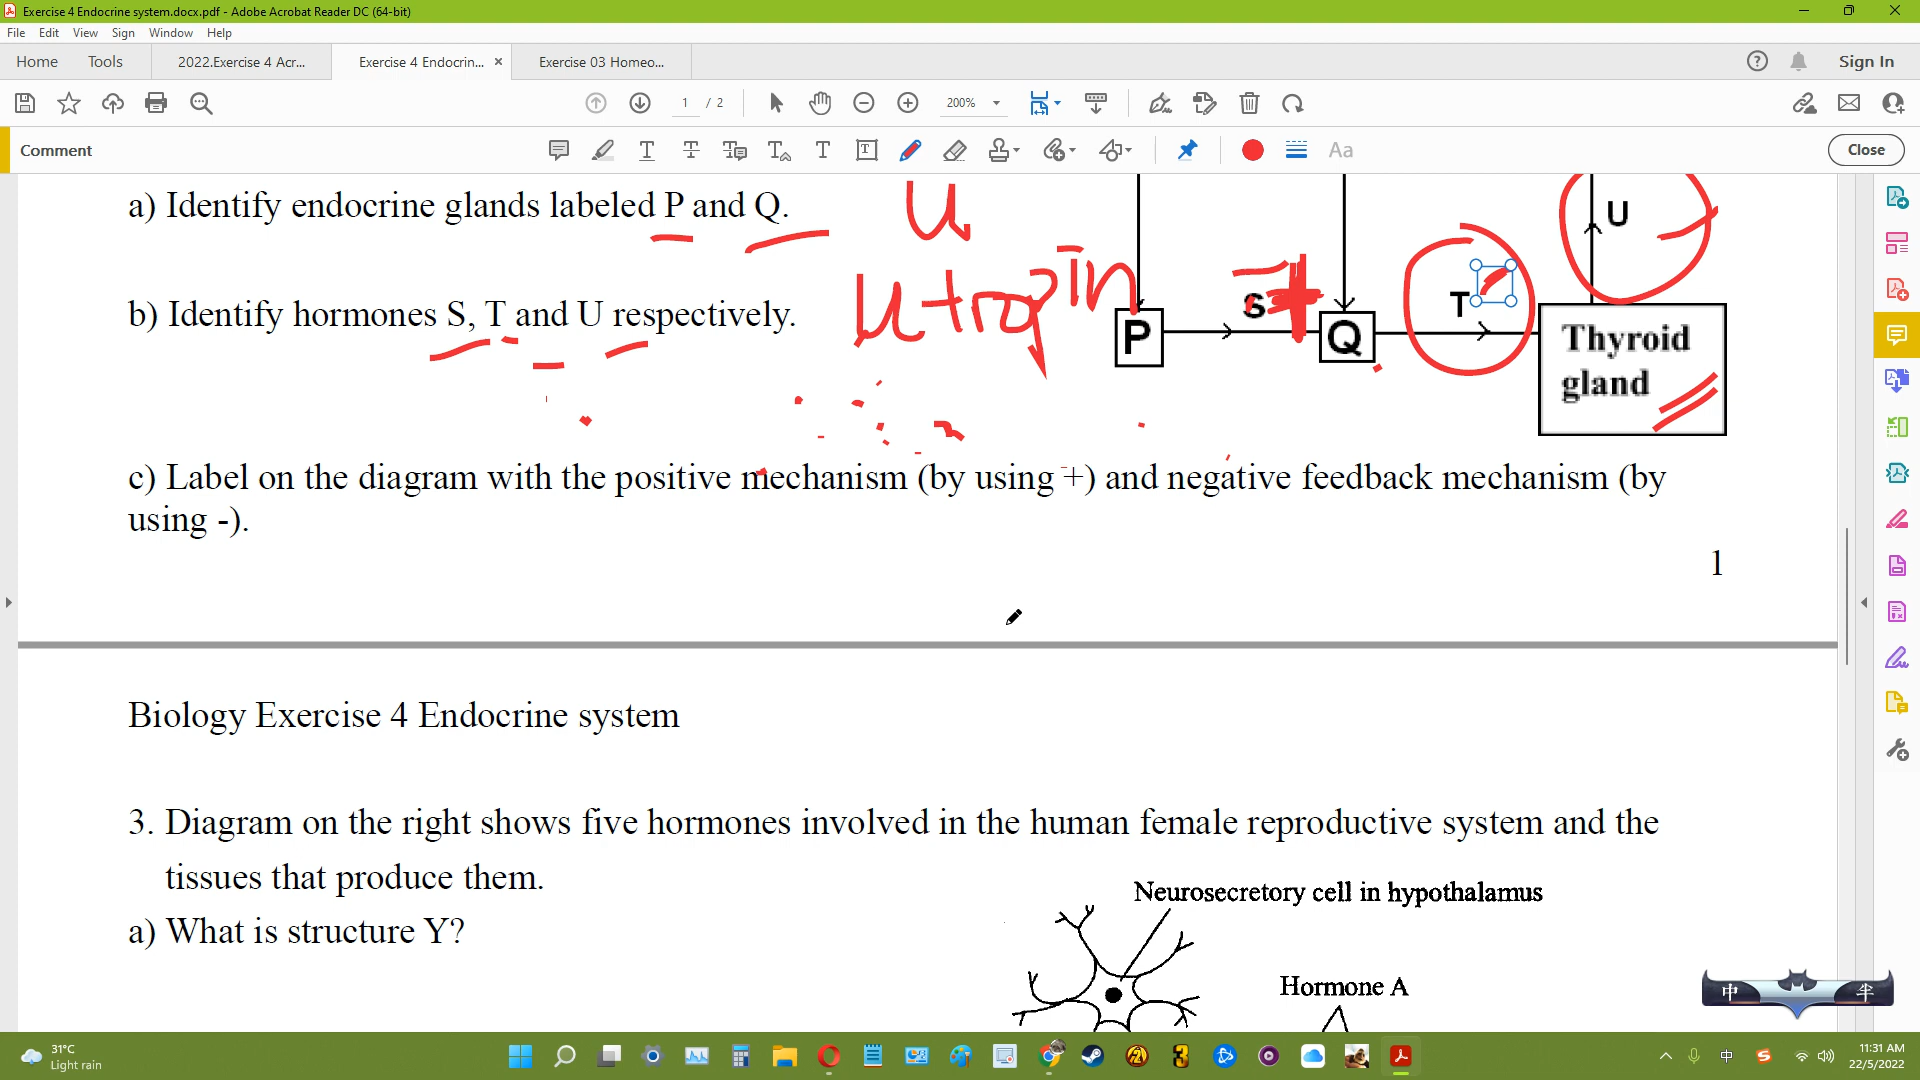 Exercise 4 Endocrine system.docx.pdf - Adobe Acrobat Reader DC (64-bit)
File Edit View Sign Window Help
Home Tools 2022.Exercise 4 Acr... Exercise 4 Endocrin... × Exercise 03 Homeo... Sign In
1 / 2 200%
Comment Aa Close
a) Identify endocrine glands labeled P and Q.
u
U
utropin
b) Identify hormones S, T and U respectively.
S
T
P
Q
Thyroid
gland
c) Label on the diagram with the positive mechanism (by using +) and negative feedback mechanism (by
using -).
1
Biology Exercise 4 Endocrine system
3. Diagram on the right shows five hormones involved in the human female reproductive system and the
tissues that produce them.
Neurosecretory cell in hypothalamus
a) What is structure Y?
Hormone A
中
31°C
Light rain
中
11:31 AM
22/5/2022